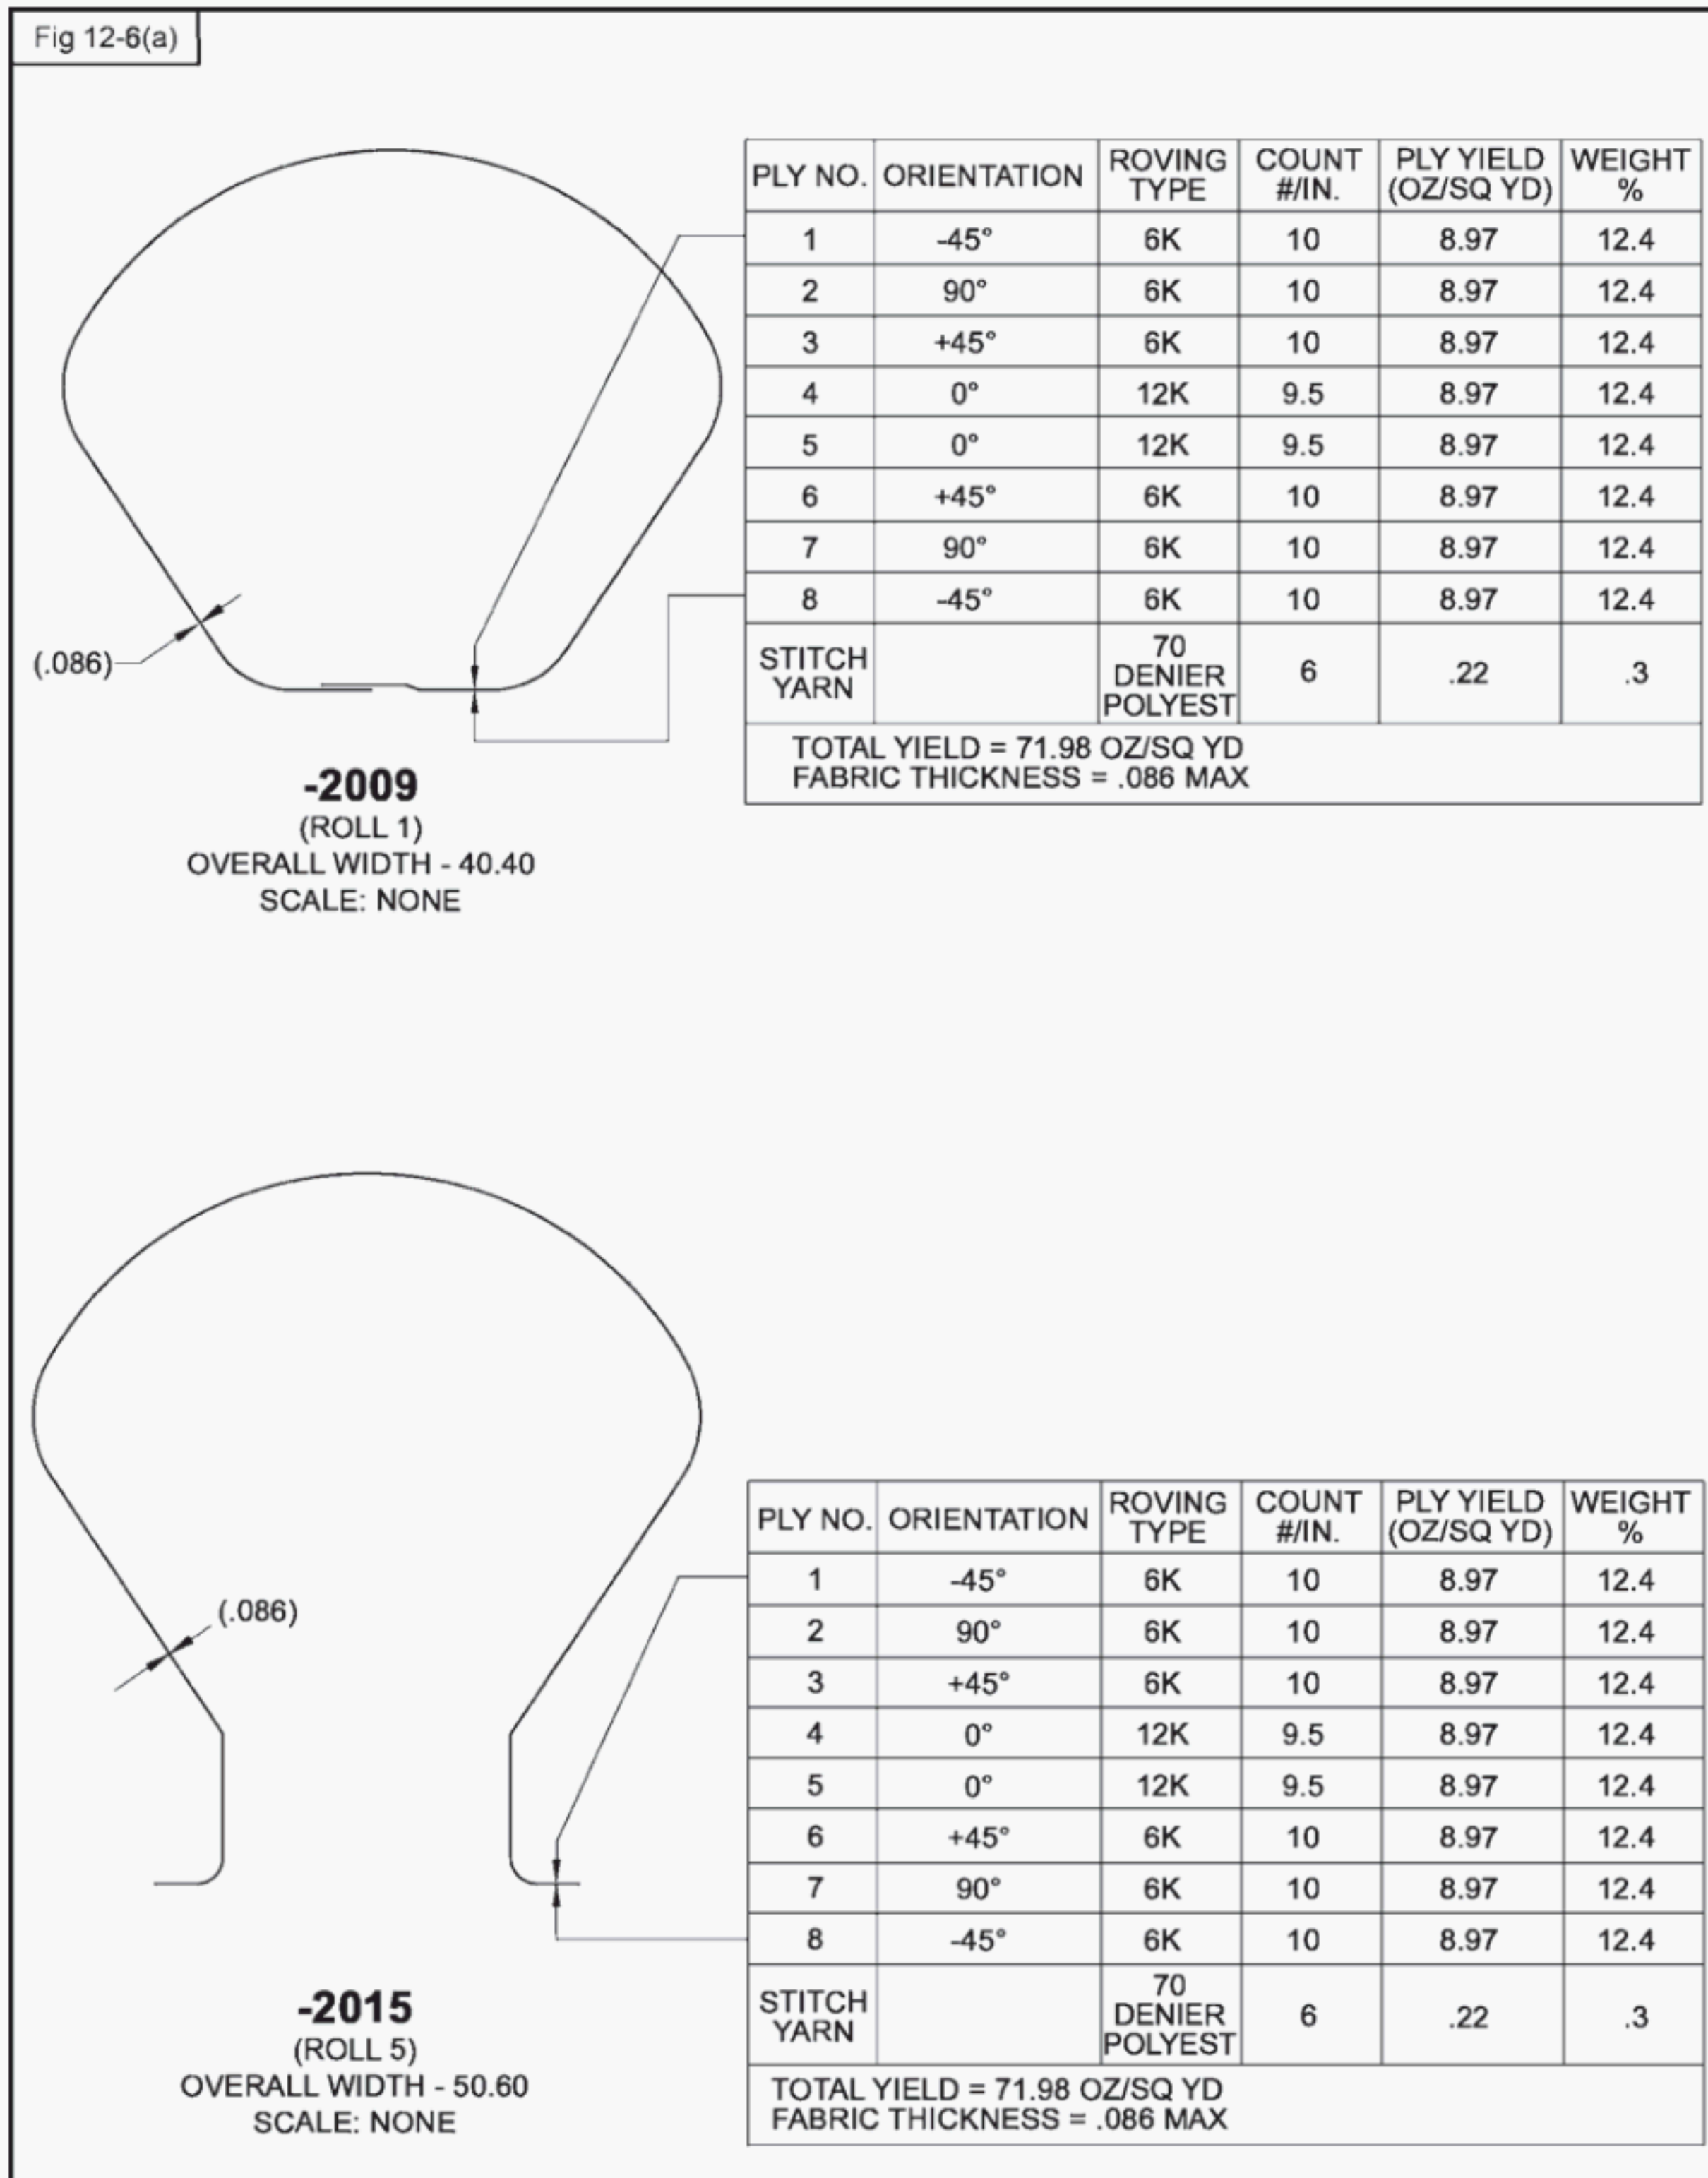 Fig 12-6(a)
PLY NO. ORIENTATION ROVING TYPE COUNT #/IN. PLY YIELD (OZ/SQ YD) WEIGHT %
1 -45° 6K 10 8.97 12.4
2 90° 6K 10 8.97 12.4
3 +45° 6K 10 8.97 12.4
4 0° 12K 9.5 8.97 12.4
5 0° 12K 9.5 8.97 12.4
6 +45° 6K 10 8.97 12.4
7 90° 6K 10 8.97 12.4
8 -45° 6K 10 8.97 12.4
STITCH YARN 70 DENIER POLYEST 6 .22 .3
TOTAL YIELD = 71.98 OZ/SQ YD
FABRIC THICKNESS = .086 MAX
(.086)
-2009
(ROLL 1)
OVERALL WIDTH - 40.40
SCALE: NONE
PLY NO. ORIENTATION ROVING TYPE COUNT #/IN. PLY YIELD (OZ/SQ YD) WEIGHT %
1 -45° 6K 10 8.97 12.4
2 90° 6K 10 8.97 12.4
3 +45° 6K 10 8.97 12.4
4 0° 12K 9.5 8.97 12.4
5 0° 12K 9.5 8.97 12.4
6 +45° 6K 10 8.97 12.4
7 90° 6K 10 8.97 12.4
8 -45° 6K 10 8.97 12.4
STITCH YARN 70 DENIER POLYEST 6 .22 .3
TOTAL YIELD = 71.98 OZ/SQ YD
FABRIC THICKNESS = .086 MAX
(.086)
-2015
(ROLL 5)
OVERALL WIDTH - 50.60
SCALE: NONE